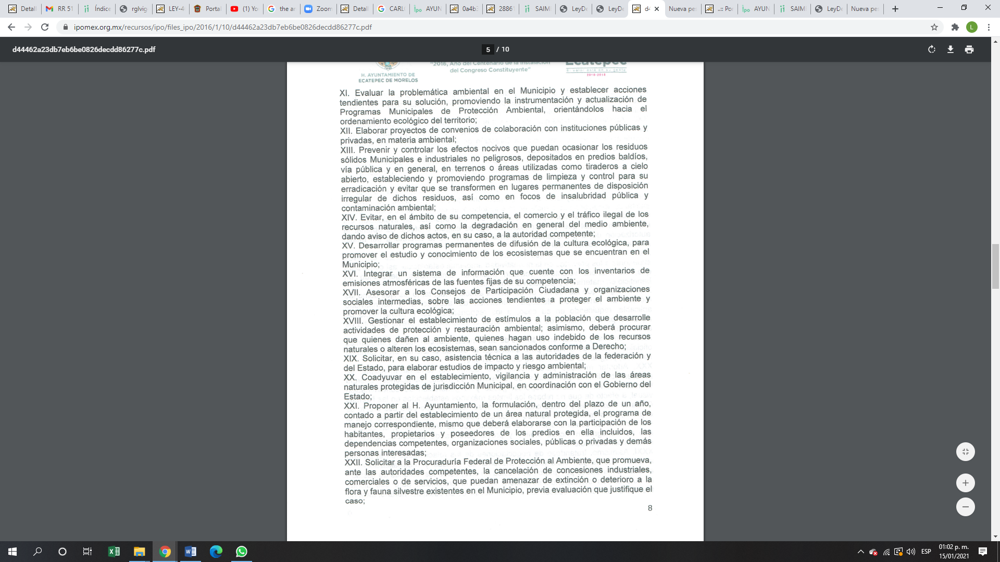 Detall
RR 51
Índice
rglvig
LEY-4
Portal
(1) Yo
the ar
Zoom
Detall
CARL
AYUN
0a4b3
28861
SAIM
LeyDe
LeyDe
d4
Nueva pe
..:: Por
AYUN
SAIM
LeyDe
Nueva pe
ipomex.org.mx/recursos/ipo/files_ipo/2016/1/10/d44462a23db7eb6be0826decdd86277c.pdf
L
d44462a23db7eb6be0826decdd86277c.pdf
5 / 10
"2016, Año del Centenario de la Instalación
del Congreso Constituyente"
H. AYUNTAMIENTO DE
ECATEPEC DE MORELOS
Ecatepec
El valor está en su gente
2016-2018
XI. Evaluar la problemática ambiental en el Municipio y establecer acciones
tendientes para su solución, promoviendo la instrumentación y actualización de
Programas Municipales de Protección Ambiental, orientándolos hacia el
ordenamiento ecológico del territorio;
XII. Elaborar proyectos de convenios de colaboración con instituciones públicas y
privadas, en materia ambiental;
XIII. Prevenir y controlar los efectos nocivos que puedan ocasionar los residuos
sólidos Municipales e industriales no peligrosos, depositados en predios baldíos,
vía pública y en general, en terrenos o áreas utilizadas como tiraderos a cielo
abierto, estableciendo y promoviendo programas de limpieza y control para su
erradicación y evitar que se transformen en lugares permanentes de disposición
irregular de dichos residuos, así como en focos de insalubridad pública y
contaminación ambiental;
XIV. Evitar, en el ámbito de su competencia, el comercio y el tráfico ilegal de los
recursos naturales, así como la degradación en general del medio ambiente,
dando aviso de dichos actos, en su caso, a la autoridad competente;
XV. Desarrollar programas permanentes de difusión de la cultura ecológica, para
promover el estudio y conocimiento de los ecosistemas que se encuentran en el
Municipio;
XVI. Integrar un sistema de información que cuente con los inventarios de
emisiones atmosféricas de las fuentes fijas de su competencia;
XVII. Asesorar a los Consejos de Participación Ciudadana y organizaciones
sociales intermedias, sobre las acciones tendientes a proteger el ambiente y
promover la cultura ecológica;
XVIII. Gestionar el establecimiento de estímulos a la población que desarrolle
actividades de protección y restauración ambiental; asimismo, deberá procurar
que quienes dañen al ambiente, quienes hagan uso indebido de los recursos
naturales o alteren los ecosistemas, sean sancionados conforme a Derecho;
XIX. Solicitar, en su caso, asistencia técnica a las autoridades de la federación y
del Estado, para elaborar estudios de impacto y riesgo ambiental;
XX. Coadyuvar en el establecimiento, vigilancia y administración de las áreas
naturales protegidas de jurisdicción Municipal, en coordinación con el Gobierno del
Estado;
XXI. Proponer al H. Ayuntamiento, la formulación, dentro del plazo de un año,
contado a partir del establecimiento de un área natural protegida, el programa de
manejo correspondiente, mismo que deberá elaborarse con la participación de los
habitantes, propietarios y poseedores de los predios en ella incluidos, las
dependencias competentes, organizaciones sociales, públicas o privadas y demás
personas interesadas;
XXII. Solicitar a la Procuraduría Federal de Protección al Ambiente, que promueva,
ante las autoridades competentes, la cancelación de concesiones industriales,
comerciales o de servicios, que puedan amenazar de extinción o deterioro a la
flora y fauna silvestre existentes en el Municipio, previa evaluación que justifique el
caso;
8
ESP
01:02 p. m.
15/01/2021